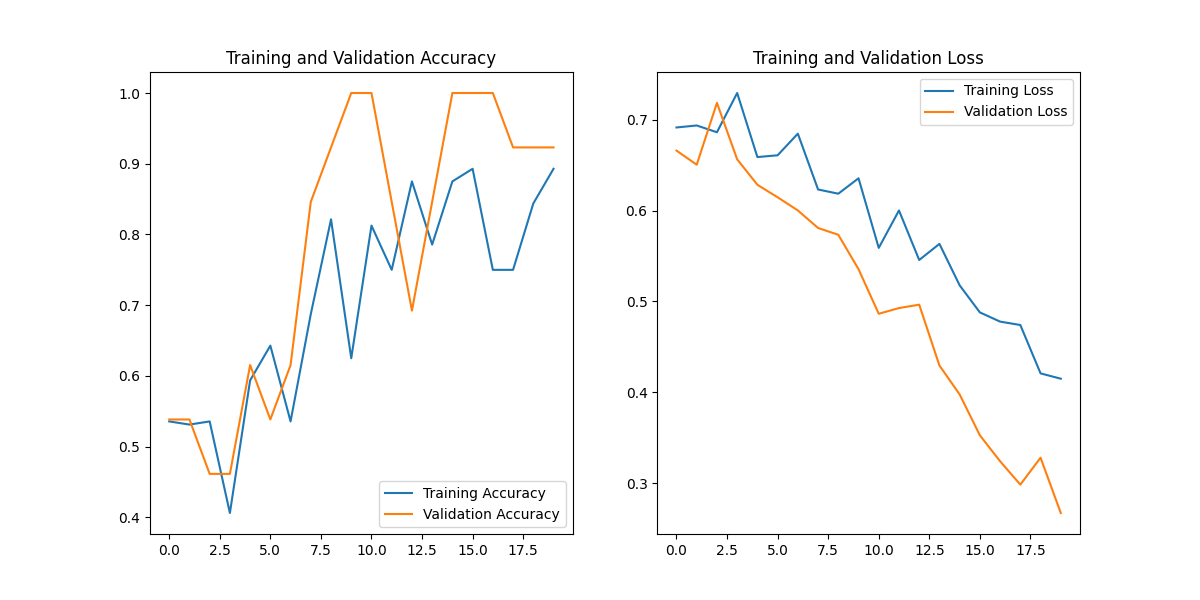 Training and Validation Accuracy
1.0
0.9
0.8
0.7
0.6
0.5
0.4
0.0 2.5 5.0 7.5 10.0 12.5 15.0 17.5
Training Accuracy
Validation Accuracy
Training and Validation Loss
0.7
0.6
0.5
0.4
0.3
0.0 2.5 5.0 7.5 10.0 12.5 15.0 17.5
Training Loss
Validation Loss